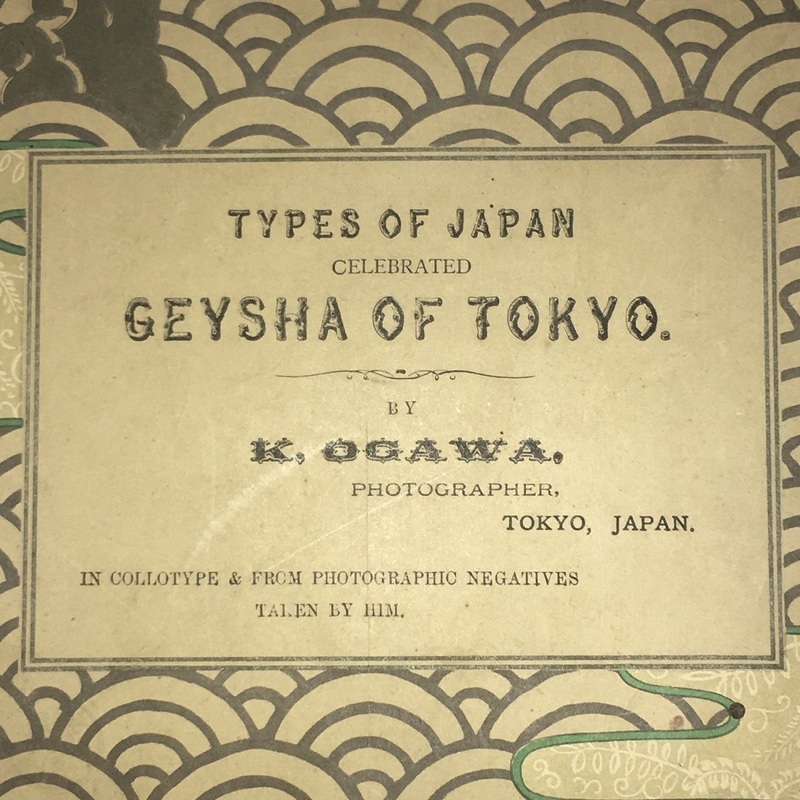 TYPES OF JAPAN
CELEBRATED
GEYSHA OF TOKYO.
BY
K. OGAWA.
PHOTOGRAPHER,
TOKYO, JAPAN.
IN COLLOTYPE & FROM PHOTOGRAPHIC NEGATIVES
TAKEN BY HIM.